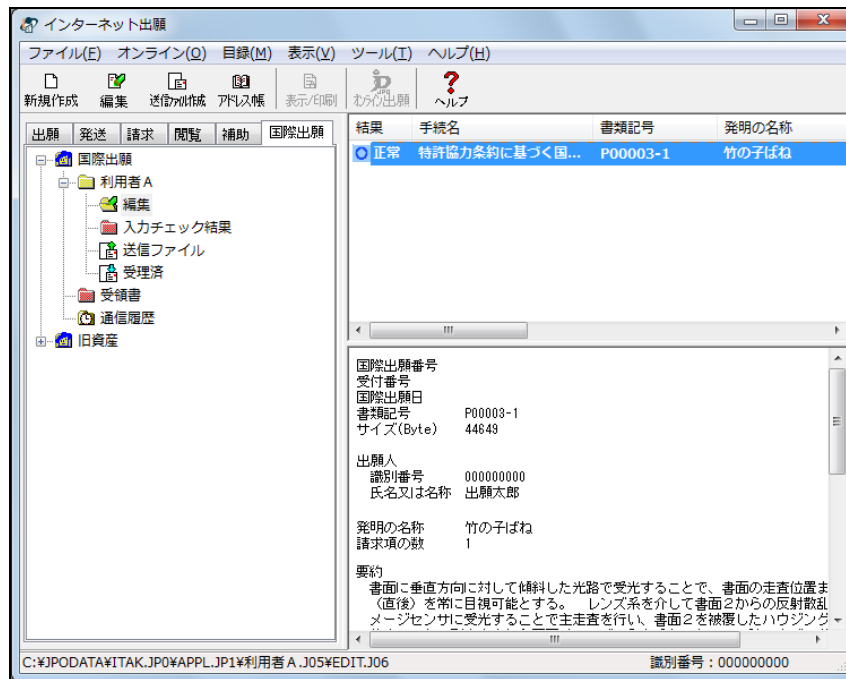 インターネット出願
ファイル(F) オンライン(O) 目録(M) 表示(V) ツール(T) ヘルプ(H)
新規作成 編集 送信ﾌｧｲﾙ作成 ｱﾄﾞﾚｽ帳 表示/印刷 ｵﾝﾗｲﾝ出願 ヘルプ
出願 発送 請求 閲覧 補助 国際出願
国際出願
利用者A
編集
入力チェック結果
送信ファイル
受理済
受領書
通信履歴
旧資産
結果 手続名 書類記号 発明の名称
正常 特許協力条約に基づく国... P00003-1 竹の子ばね
国際出願番号
受付番号
国際出願日
書類記号 P00003-1
サイズ(Byte) 44649
出願人
識別番号 000000000
氏名又は名称 出願太郎
発明の名称 竹の子ばね
請求項の数 1
要約
書面に垂直方向に対して傾斜した光路で受光することで、書面の走査位置ま
（直後）を常に目視可能とする。 レンズ系を介して書面２からの反射散乱
メージセンサに受光することで主走査を行い、書面２を被覆したハウジング
C:¥JPODATA¥ITAK.JP0¥APPL.JP1¥利用者A.J05¥EDIT.J06 識別番号：000000000